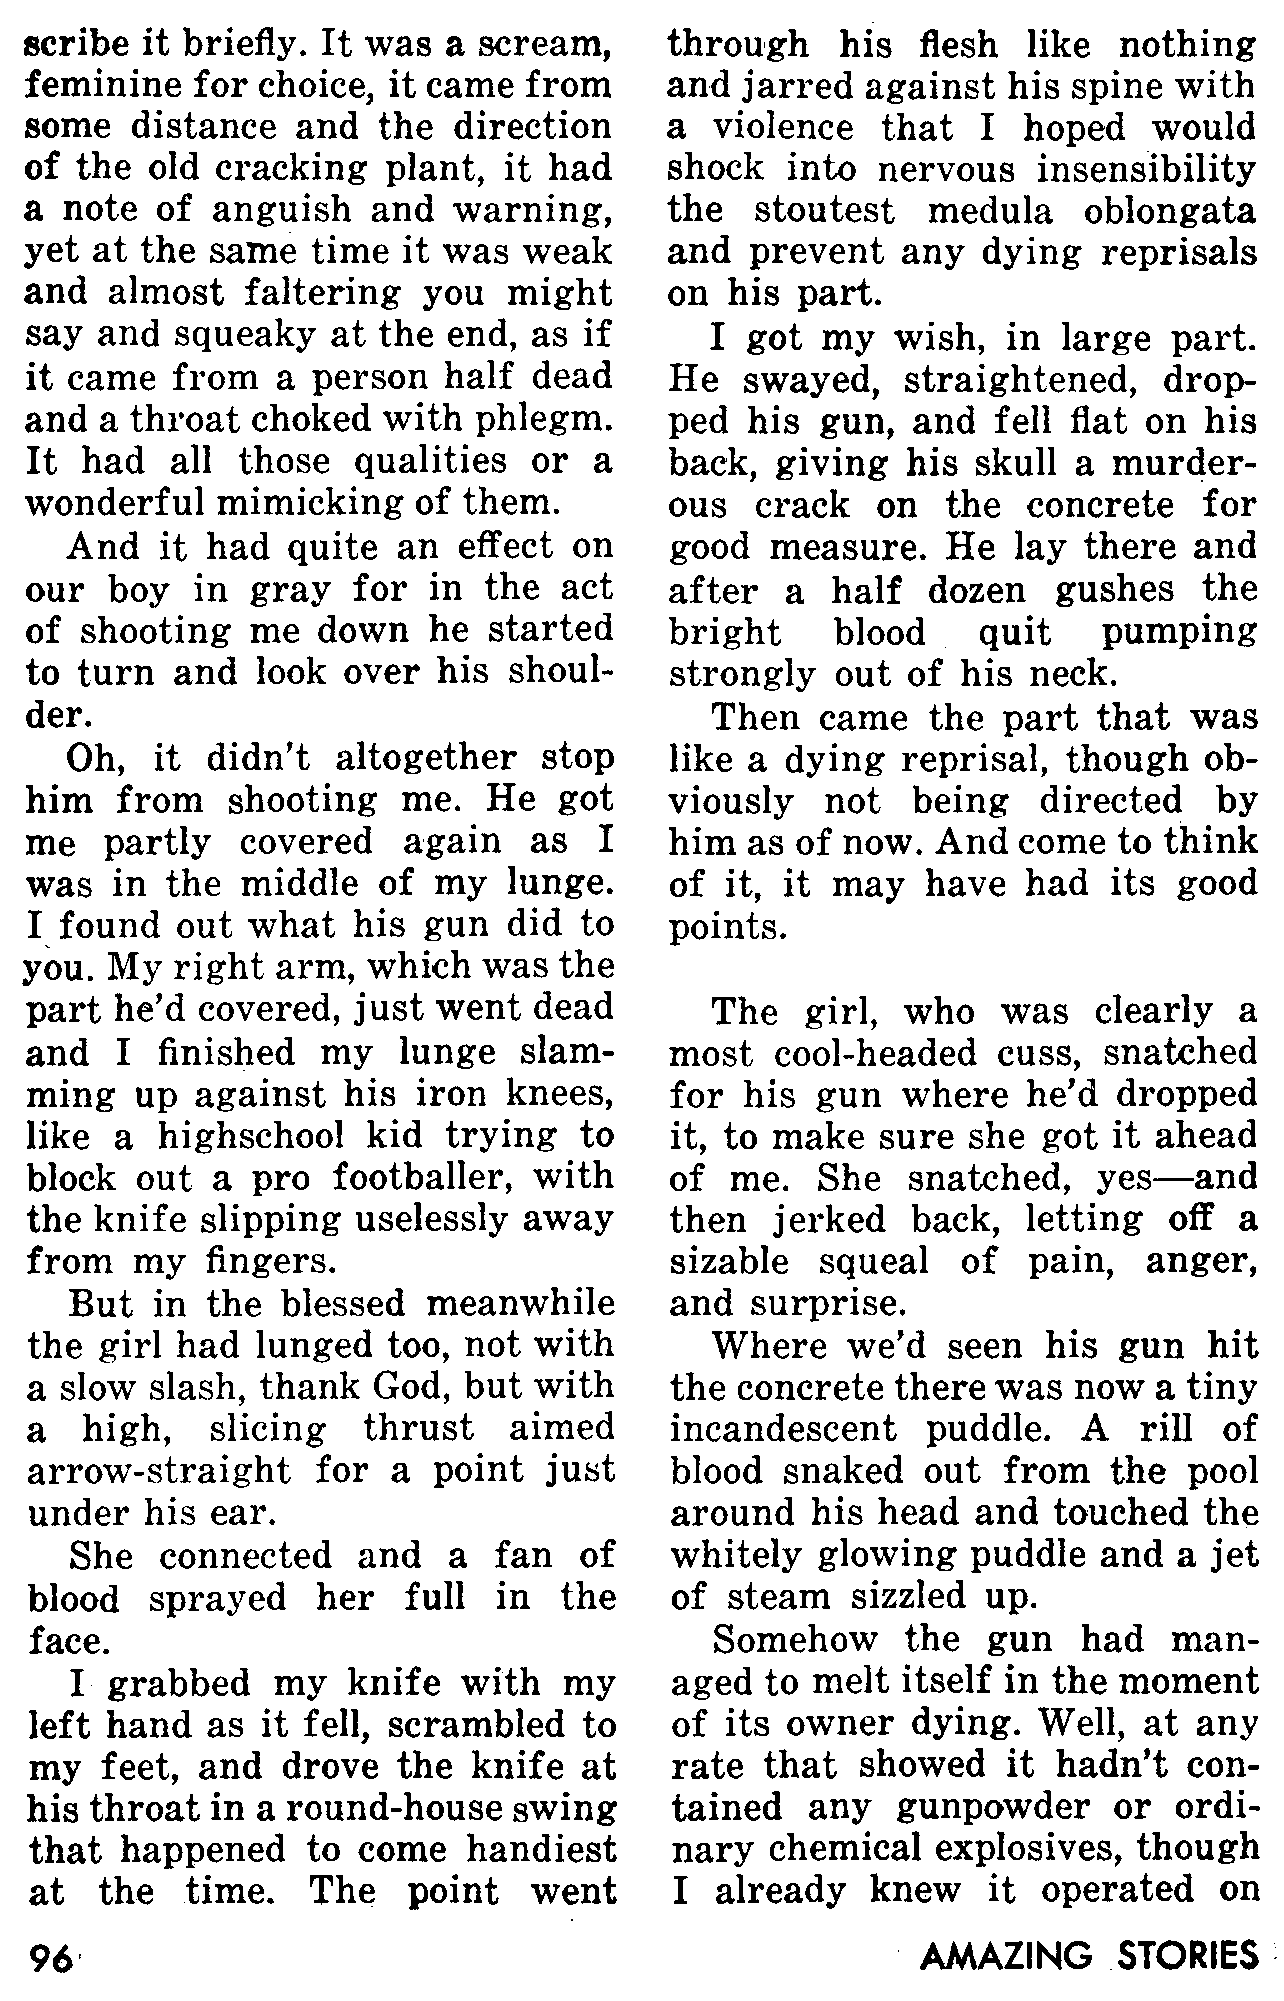 scribe it briefly. It was a scream,
feminine for choice, it came from
some distance and the direction
of the old cracking plant, it had
a note of anguish and warning,
yet at the same time it was weak
and almost faltering you might
say and squeaky at the end, as if
it came from a person half dead
and a throat choked with phlegm.
It had all those qualities or a
wonderful mimicking of them.
And it had quite an effect on
our boy in gray for in the act
of shooting me down he started
to turn and look over his shoul-
der.
Oh, it didn't altogether stop
him from shooting me. He got
me partly covered again as I
was in the middle of my lunge.
I found out what his gun did to
you. My right arm, which was the
part he'd covered, just went dead
and I finished my lunge slam-
ming up against his iron knees,
like a highschool kid trying to
block out a pro footballer, with
the knife slipping uselessly away
from my fingers.
But in the blessed meanwhile
the girl had lunged too, not with
a slow slash, thank God, but with
a high, slicing thrust aimed
arrow-straight for a point just
under his ear.
She connected and a fan of
blood sprayed her full in the
face.
I grabbed my knife with my
left hand as it fell, scrambled to
my feet, and drove the knife at
his throat in a round-house swing
that happened to come handiest
at the time. The point went
through his flesh like nothing
and jarred against his spine with
a violence that I hoped would
shock into nervous insensibility
the stoutest medula oblongata
and prevent any dying reprisals
on his part.
I got my wish, in large part.
He swayed, straightened, drop-
ped his gun, and fell flat on his
back, giving his skull a murder-
ous crack on the concrete for
good measure. He lay there and
after a half dozen gushes the
bright blood quit pumping
strongly out of his neck.
Then came the part that was
like a dying reprisal, though ob-
viously not being directed by
him as of now. And come to think
of it, it may have had its good
points.
The girl, who was clearly a
most cool-headed cuss, snatched
for his gun where he'd dropped
it, to make sure she got it ahead
of me. She snatched, yes—and
then jerked back, letting off a
sizable squeal of pain, anger,
and surprise.
Where we'd seen his gun hit
the concrete there was now a tiny
incandescent puddle. A rill of
blood snaked out from the pool
around his head and touched the
whitely glowing puddle and a jet
of steam sizzled up.
Somehow the gun had man-
aged to melt itself in the moment
of its owner dying. Well, at any
rate that showed it hadn't con-
tained any gunpowder or ordi-
nary chemical explosives, though
I already knew it operated on
96
AMAZING STORIES